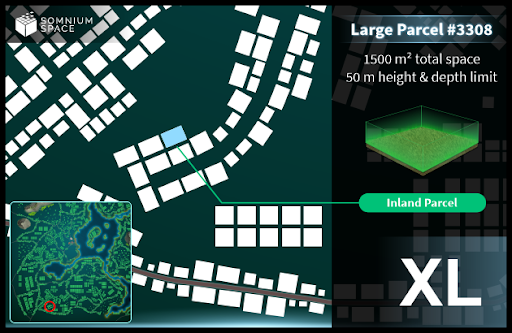 SOMNIUM
SPACE
Large Parcel #3308
1500 m² total space
50 m height & depth limit
Inland Parcel
XL